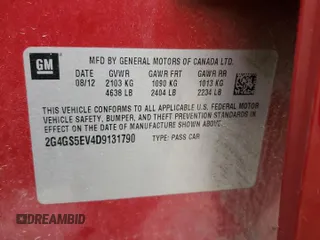 GM
MFD BY GENERAL MOTORS OF CANADA LTD.
DATE GVWR GAWR FRT GAWR RR
08/12 2103 KG 1090 KG 1013 KG
4638 LB 2404 LB 2234 LB
THIS VEHICLE CONFORMS TO ALL APPLICABLE U.S. FEDERAL MOTOR
VEHICLE SAFETY, BUMPER, AND THEFT PREVENTION STANDARDS IN
EFFECT ON THE DATE OF MANUFACTURE SHOWN ABOVE.
2G4GS5EV4D9131790 TYPE: PASS CAR
DREAMBID